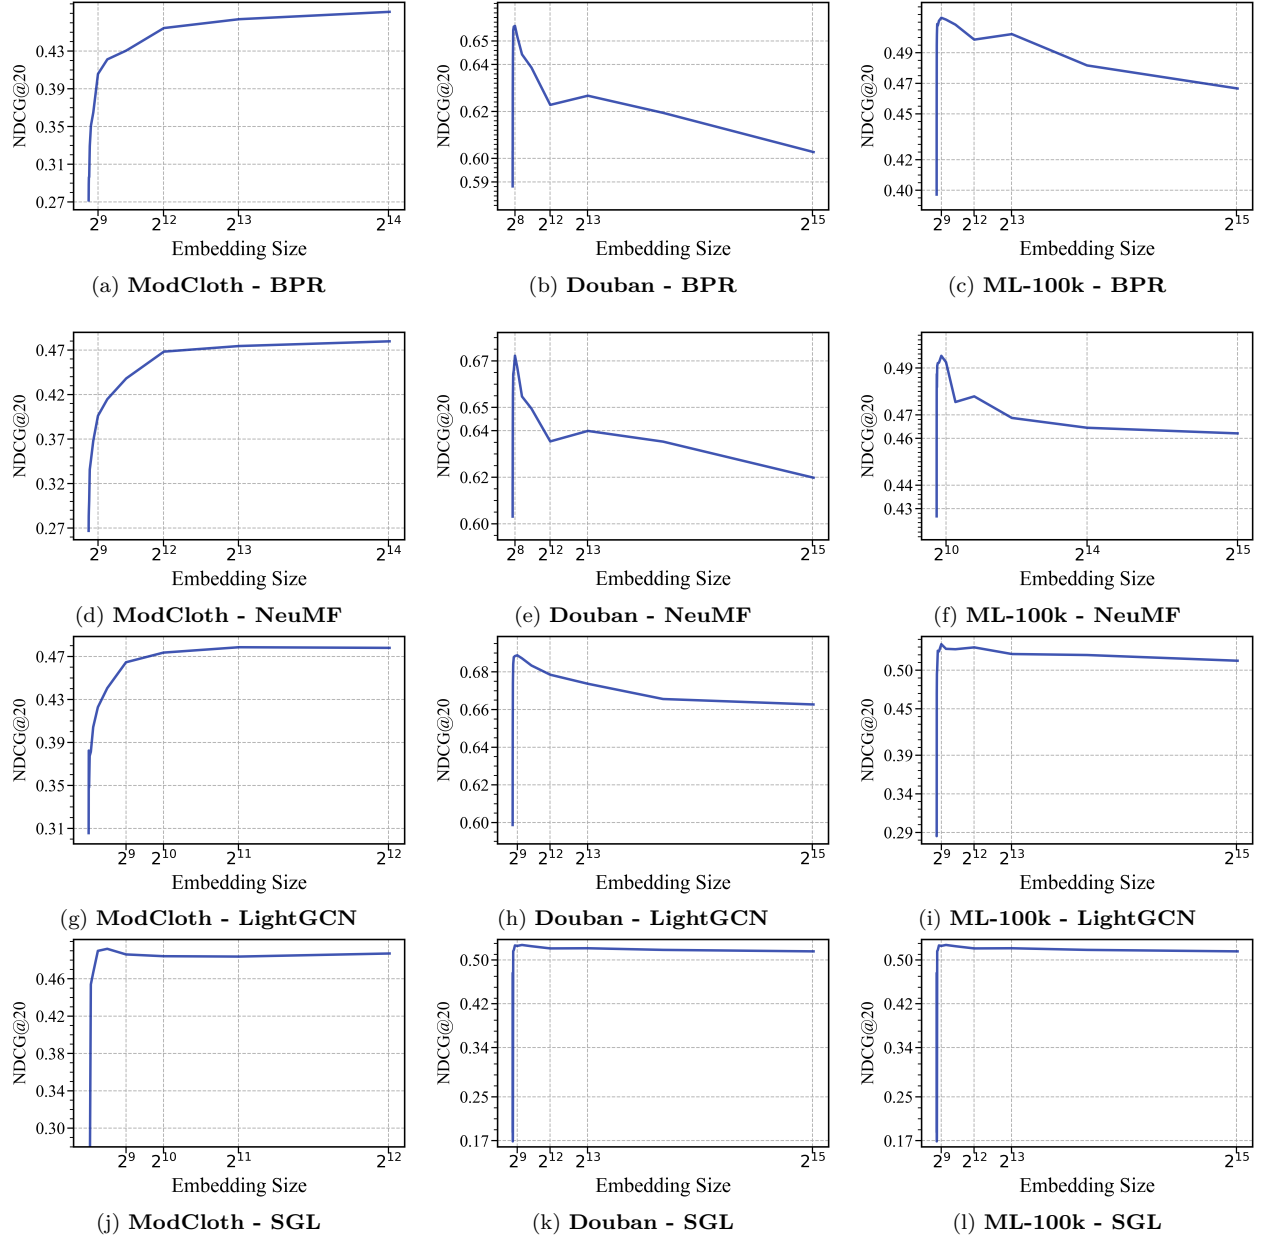 NDCG@20
0.43
0.39
0.35
0.31
0.27
2^9 2^12 2^13 2^14
Embedding Size
(a) ModCloth - BPR
NDCG@20
0.65
0.64
0.62
0.60
0.59
2^8 2^12 2^13 2^15
Embedding Size
(b) Douban - BPR
NDCG@20
0.49
0.47
0.45
0.42
0.40
2^9 2^12 2^13 2^15
Embedding Size
(c) ML-100k - BPR
NDCG@20
0.47
0.42
0.37
0.32
0.27
2^9 2^12 2^13 2^14
Embedding Size
(d) ModCloth - NeuMF
NDCG@20
0.67
0.65
0.64
0.62
0.60
2^8 2^12 2^13 2^15
Embedding Size
(e) Douban - NeuMF
NDCG@20
0.49
0.47
0.46
0.44
0.43
2^10 2^14 2^15
Embedding Size
(f) ML-100k - NeuMF
NDCG@20
0.47
0.43
0.39
0.35
0.31
2^9 2^10 2^11 2^12
Embedding Size
(g) ModCloth - LightGCN
NDCG@20
0.68
0.66
0.64
0.62
0.60
2^9 2^12 2^13 2^15
Embedding Size
(h) Douban - LightGCN
NDCG@20
0.50
0.45
0.39
0.34
0.29
2^9 2^12 2^13 2^15
Embedding Size
(i) ML-100k - LightGCN
NDCG@20
0.46
0.42
0.38
0.34
0.30
2^9 2^10 2^11 2^12
Embedding Size
(j) ModCloth - SGL
NDCG@20
0.50
0.42
0.34
0.25
0.17
2^9 2^12 2^13 2^15
Embedding Size
(k) Douban - SGL
NDCG@20
0.50
0.42
0.34
0.25
0.17
2^9 2^12 2^13 2^15
Embedding Size
(l) ML-100k - SGL